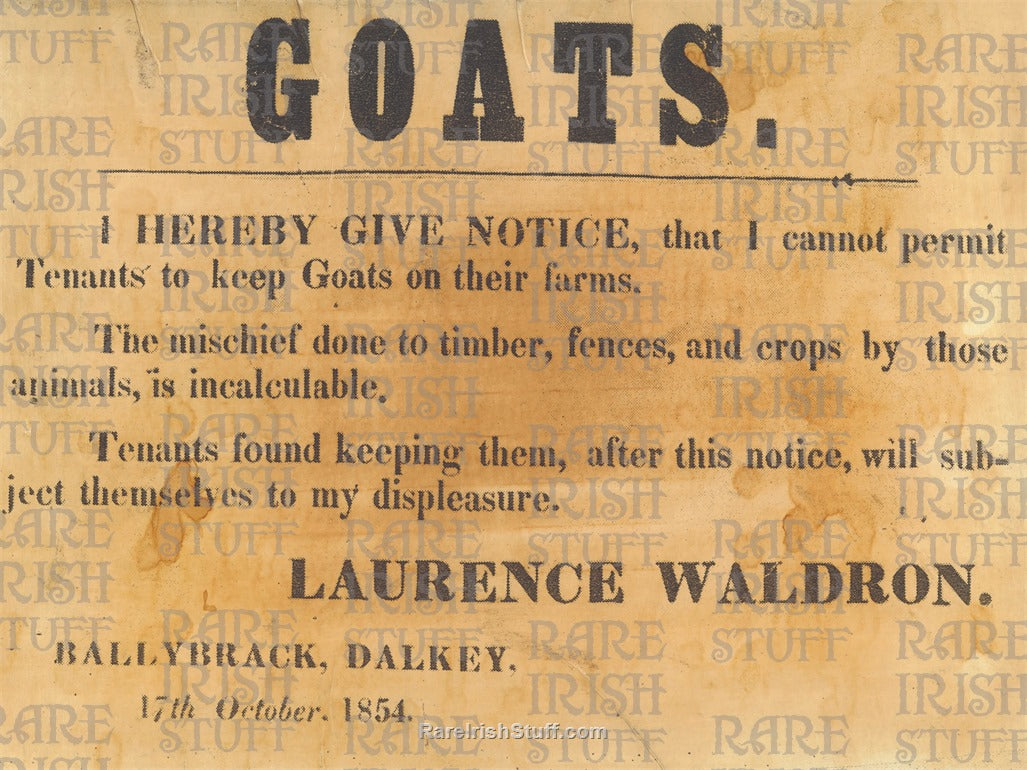 GOATS.
I HEREBY GIVE NOTICE, that I cannot permit
Tenants to keep Goats on their farms.
The mischief done to timber, fences, and crops by those
animals, is incalculable.
Tenants found keeping them, after this notice, will sub-
ject themselves to my displeasure.
LAURENCE WALDRON.
BALLYBRACK, DALKEY,
17th October. 1854.
RareIrishStuff.com